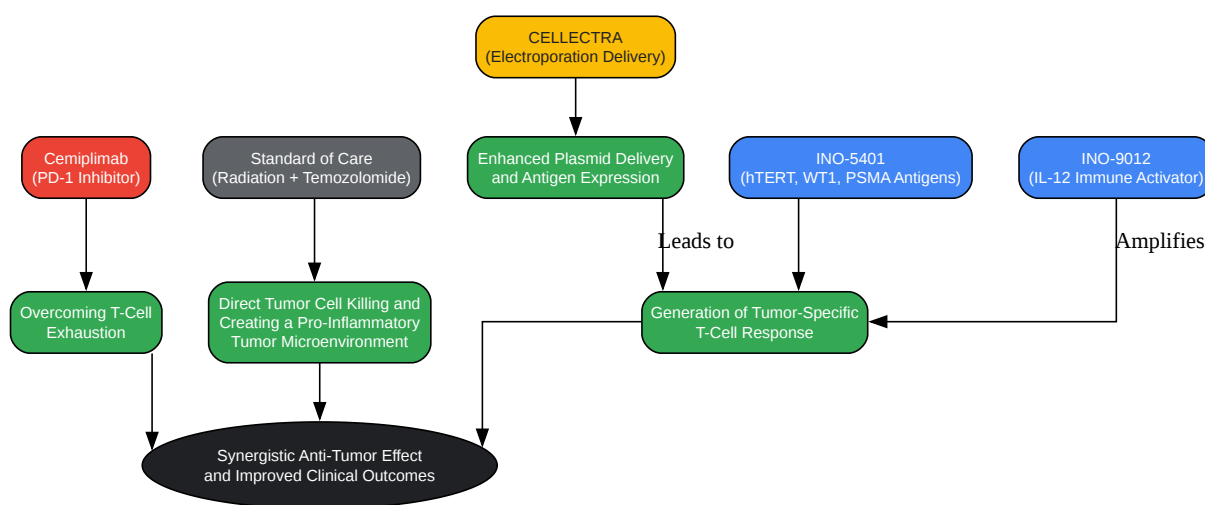 CELLECTRA
(Electroporation Delivery)
Cemiplimab
(PD-1 Inhibitor)
Standard of Care
(Radiation + Temozolomide)
Enhanced Plasmid Delivery
and Antigen Expression
INO-5401
(hTERT, WT1, PSMA Antigens)
INO-9012
(IL-12 Immune Activator)
Leads to
Amplifies
Overcoming T-Cell
Exhaustion
Direct Tumor Cell Killing and
Creating a Pro-Inflammatory
Tumor Microenvironment
Generation of Tumor-Specific
T-Cell Response
Synergistic Anti-Tumor Effect
and Improved Clinical Outcomes